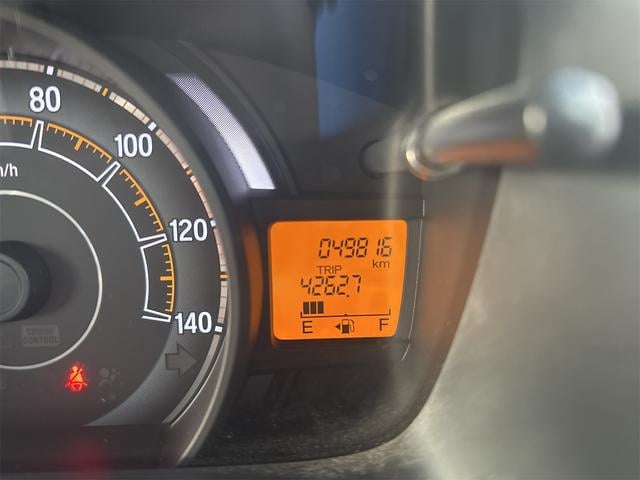 80
100
120
140
/h
CRUISE
CONTROL
049816
km
TRIP
4262.7
E F